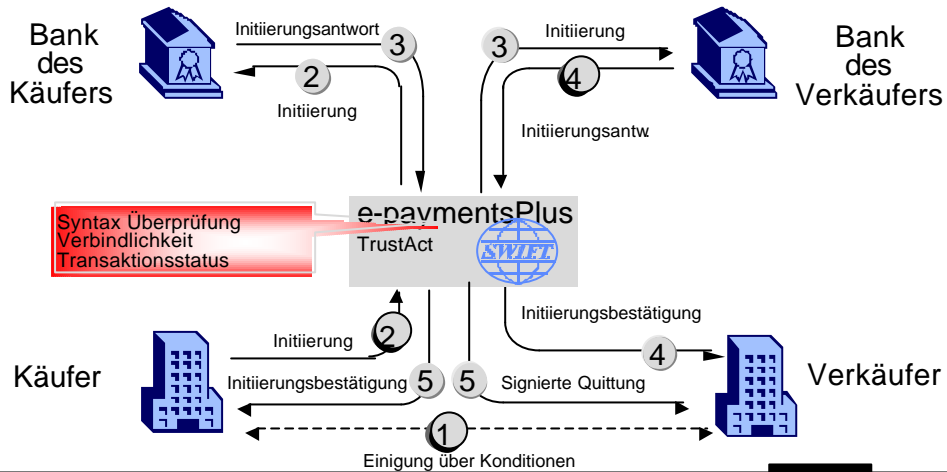 Bank
des
Käufers
Initiierungsantwort
3
2
Initiierung
3
Initiierung
4
Initiierungsantw.
Bank
des
Verkäufers
Syntax Überprüfung
Verbindlichkeit
Transaktionsstatus
e-paymentsPlus
TrustAct
SWIFT
Käufer
Initiierung
2
Initiierungsbestätigung
5
5
Signierte Quittung
Initiierungsbestätigung
4
Verkäufer
1
Einigung über Konditionen